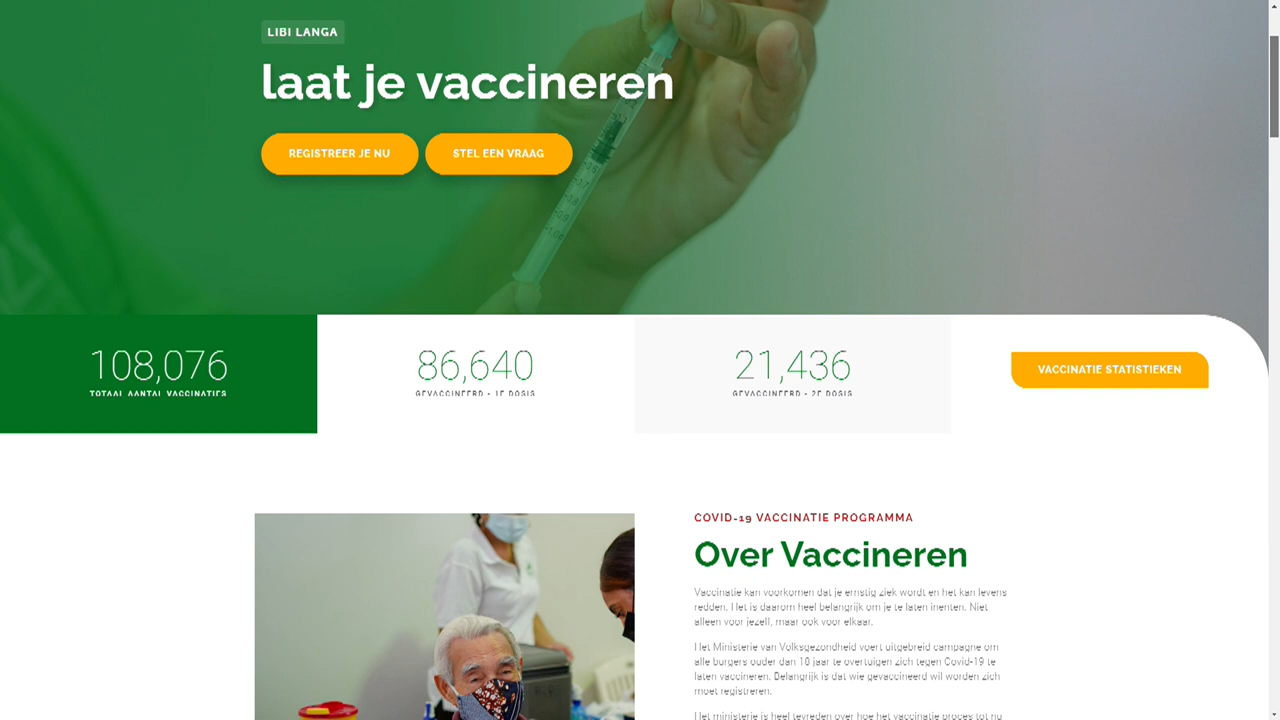 LIBI LANGA
laat je vaccineren
REGISTREER JE NU
STEL EEN VRAAG
108,076
TOTAAL AANTAL VACCINATIES
86,640
GEVACCINEERD - 1E DOSIS
21,436
GEVACCINEERD - 2E DOSIS
VACCINATIE STATISTIEKEN
COVID-19 VACCINATIE PROGRAMMA
Over Vaccineren
Vaccinatie kan voorkomen dat je ernstig ziek wordt en het kan levens
redden. Het is daarom heel belangrijk om je te laten inenten. Niet
alleen voor jezelf, maar ook voor elkaar.
Het Ministerie van Volksgezondheid voert uitgebreid campagne om
alle burgers ouder dan 18 jaar te overtuigen zich tegen Covid-19 te
laten vaccineren. Belangrijk is dat wie gevaccineerd wil worden zich
moet registreren.
Het ministerie is heel tevreden over hoe het vaccinatie proces tot nu